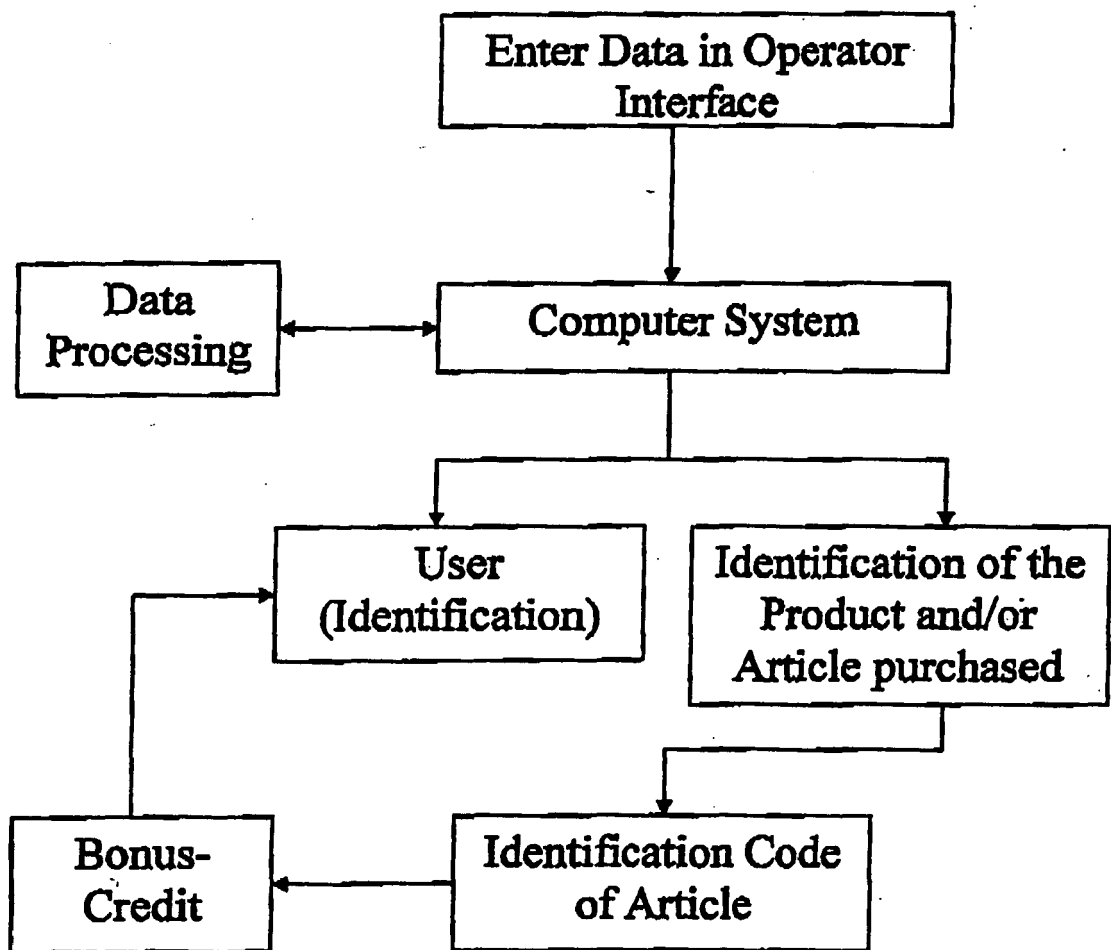 Enter Data in Operator
Interface
Data
Processing
Computer System
User
(Identification)
Identification of the
Product and/or
Article purchased
Bonus-
Credit
Identification Code
of Article